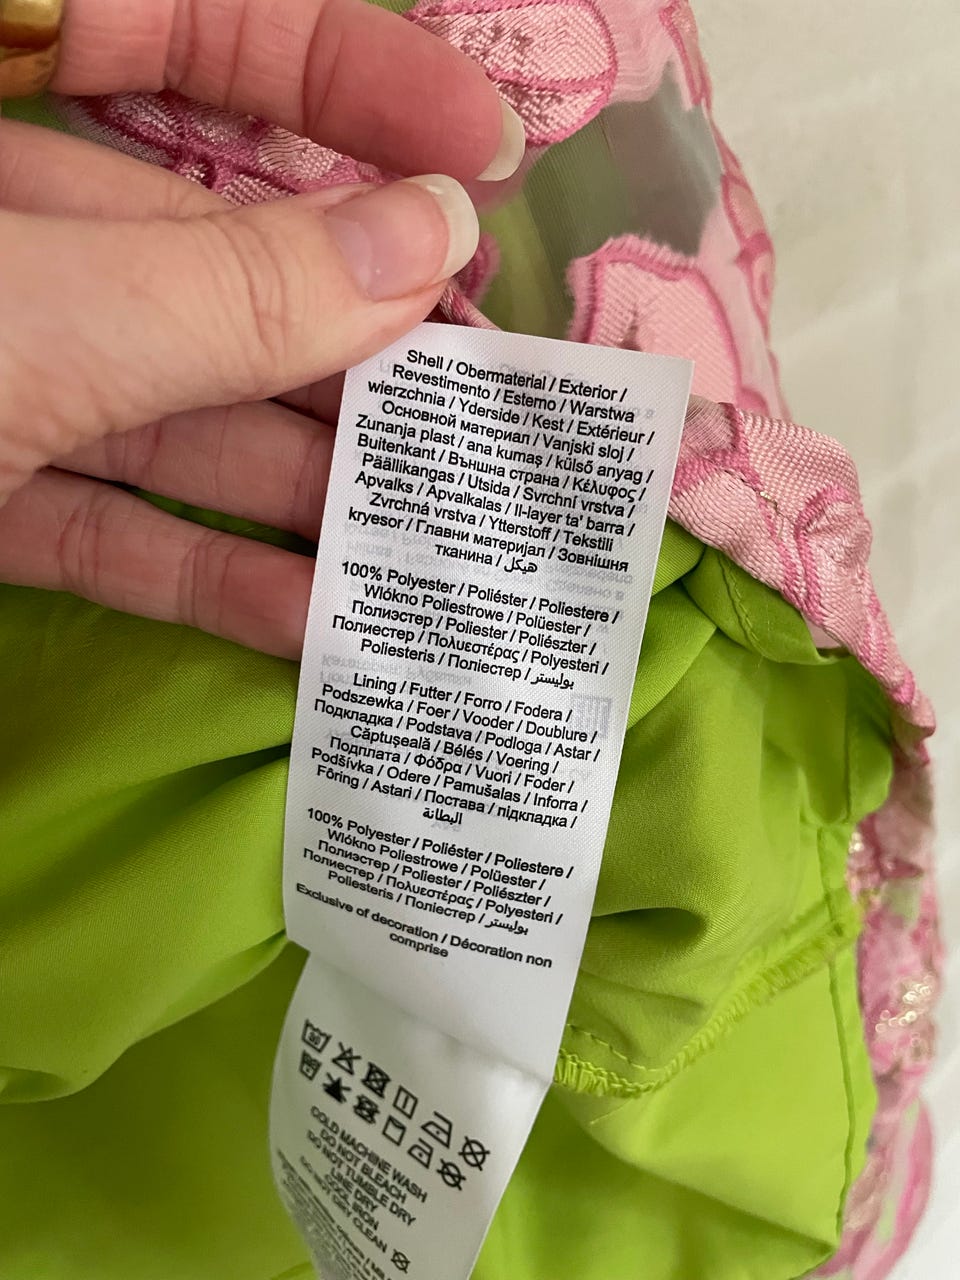 Shell / Obermaterial / Exterior /
Revestimento / Esterno / Warstwa
wierzchnia / Yderside / Kest / Extérieur /
Основной материал / Vanjski sloj /
Zunanja plast / ana kumaş / külső anyag /
Buitenkant / Външна страна / Κέλυφος /
Päällikangas / Utsida / Svrchní vrstva /
Apvalks / Apvalkalas / Il-layer ta' barra /
Zvrchná vrstva / Ytterstoff / Tekstili
kryesor / Главни материјал / Зовнішня
тканина / هيكل
100% Polyester / Poliéster / Poliestere /
Włókno Poliestrowe / Polüester /
Полиэстер / Poliester / Poliészter /
Полиестер / Πολυεστέρας / Polyesteri /
Poliesteris / Поліестер / بوليستر
Lining / Futter / Forro / Fodera /
Podszewka / Foer / Vooder / Doublure /
Подкладка / Podstava / Podloga / Astar /
Căptușeală / Bélés / Voering /
Подплата / Φόδρα / Vuori / Foder /
Podšívka / Odere / Pamušalas / Inforra /
Fôring / Astari / Постава / підкладка /
البطانة
100% Polyester / Poliéster / Poliestere /
Włókno Poliestrowe / Polüester /
Полиэстер / Poliester / Poliészter /
Полиестер / Πολυεστέρας / Polyesteri /
Poliesteris / Поліестер / بوليستر
Exclusive of decoration / Décoration non
comprise
30
COLD MACHINE WASH
DO NOT BLEACH
DO NOT TUMBLE DRY
LINE DRY
COOL IRON
DO NOT DRY CLEAN